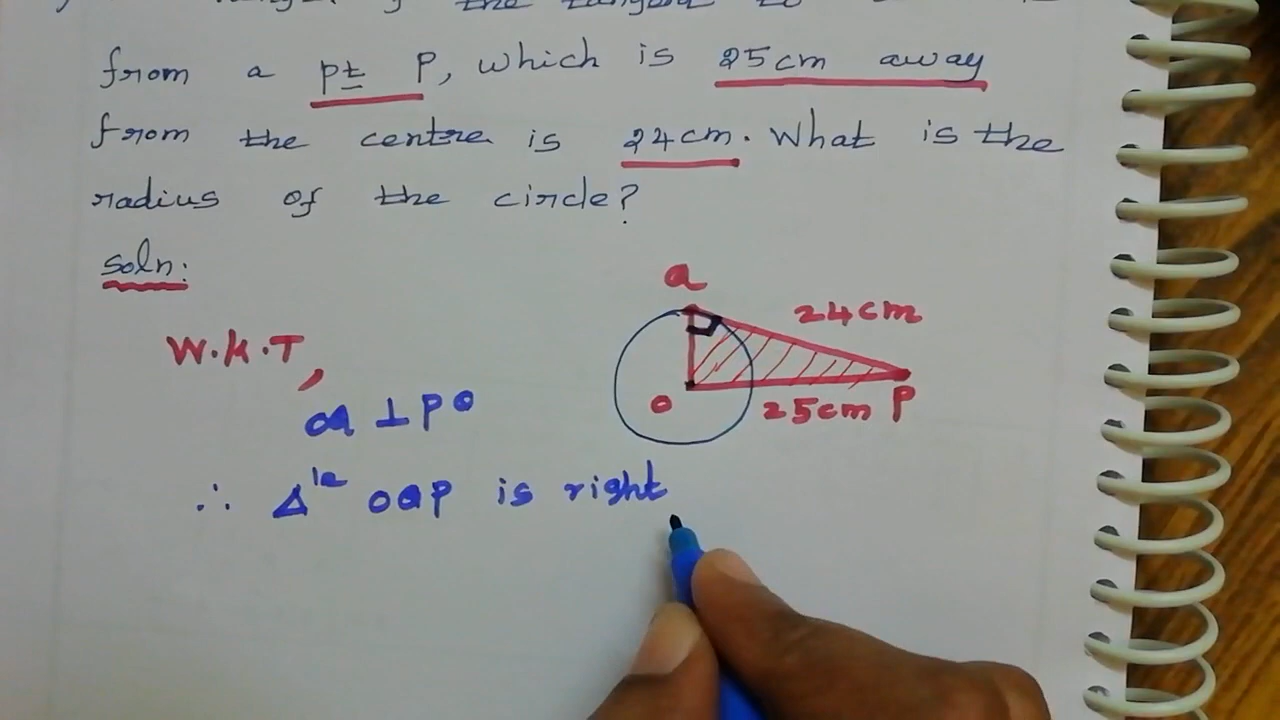 the
from a pt P, which is 25cm away
from the centre is 24cm. What is the
radius of the circle?
Soln:
Q
24cm
W.K.T,
O
25cm P
OQ ⊥ PQ
∴ Δle OQP is right